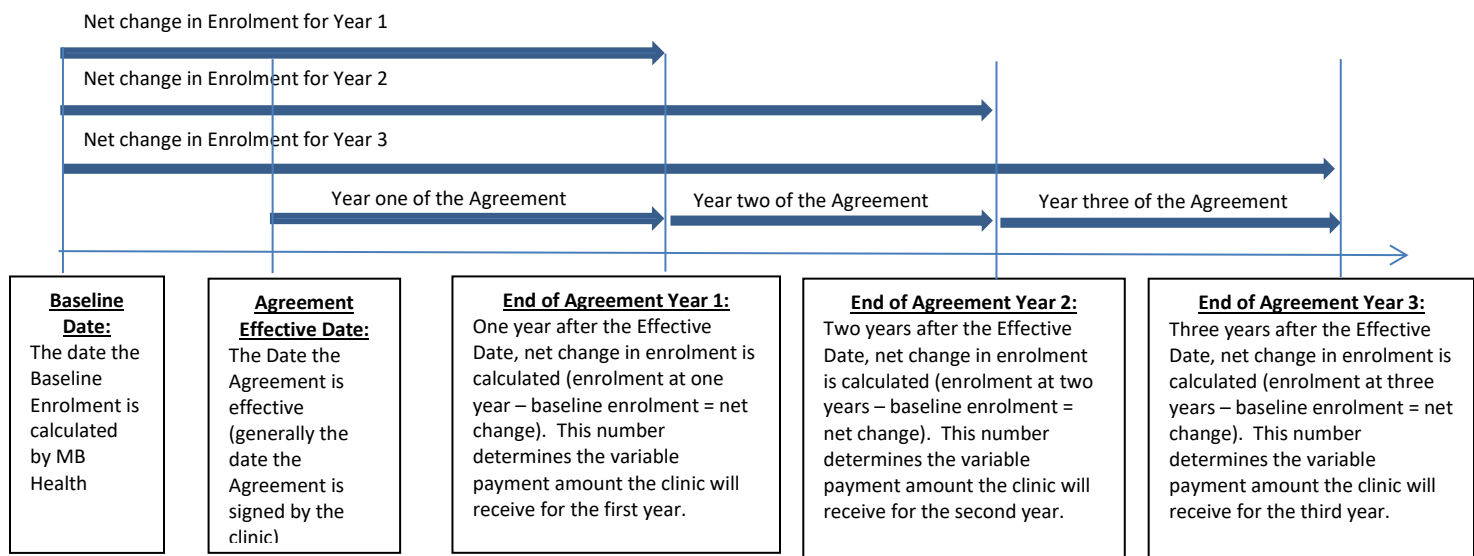 Net change in Enrolment for Year 1
Net change in Enrolment for Year 2
Net change in Enrolment for Year 3
Year one of the Agreement
Year two of the Agreement
Year three of the Agreement
Baseline
Date:
The date the
Baseline
Enrolment is
calculated
by MB
Health
Agreement
Effective Date:
The Date the
Agreement is
effective
(generally the
date the
Agreement is
signed by the
clinic)
End of Agreement Year 1:
One year after the Effective
Date, net change in enrolment is
calculated (enrolment at one
year – baseline enrolment = net
change).  This number
determines the variable
payment amount the clinic will
receive for the first year.
End of Agreement Year 2:
Two years after the Effective
Date, net change in enrolment
is calculated (enrolment at two
years – baseline enrolment =
net change).  This number
determines the variable
payment amount the clinic will
receive for the second year.
End of Agreement Year 3:
Three years after the Effective
Date, net change in enrolment is
calculated (enrolment at three
years – baseline enrolment = net
change).  This number
determines the variable
payment amount the clinic will
receive for the third year.